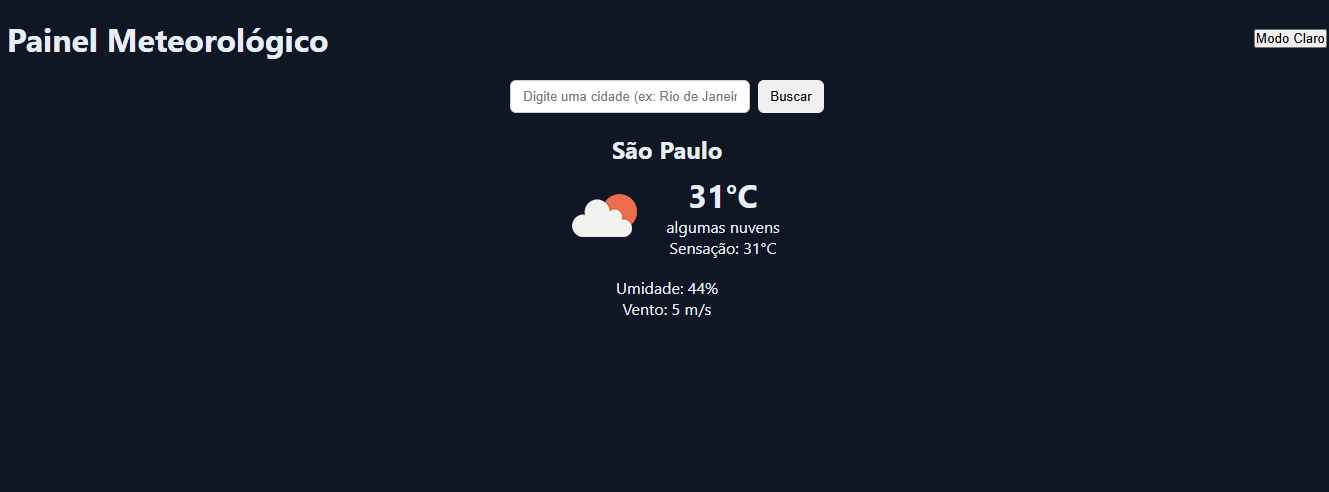 Painel Meteorológico
Modo Claro
Digite uma cidade (ex: Rio de Janeir
Buscar
São Paulo
31°C
algumas nuvens
Sensação: 31°C
Umidade: 44%
Vento: 5 m/s